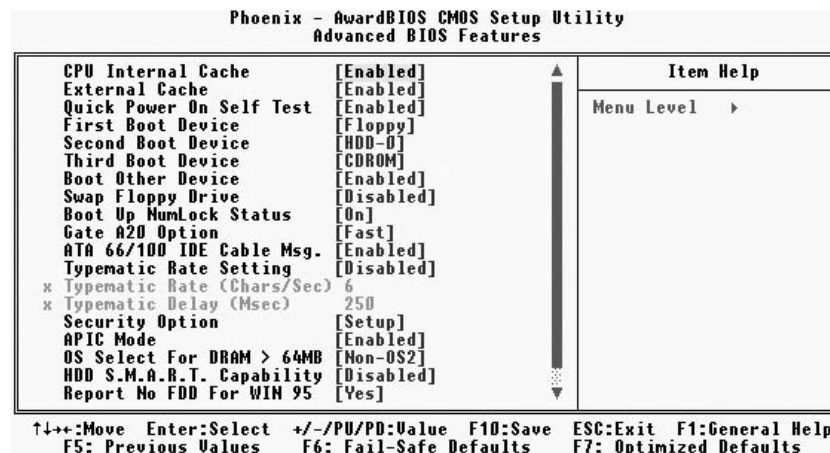 Phoenix - AwardBIOS CMOS Setup Utility
Advanced BIOS Features
CPU Internal Cache [Enabled]
External Cache [Enabled]
Quick Power On Self Test [Enabled]
First Boot Device [Floppy]
Second Boot Device [HDD-0]
Third Boot Device [CDROM]
Boot Other Device [Enabled]
Swap Floppy Drive [Disabled]
Boot Up NumLock Status [On]
Gate A20 Option [Fast]
ATA 66/100 IDE Cable Msg. [Enabled]
Typematic Rate Setting [Disabled]
x Typematic Rate (Chars/Sec) 6
x Typematic Delay (Msec) 250
Security Option [Setup]
APIC Mode [Enabled]
OS Select For DRAM > 64MB [Non-OS2]
HDD S.M.A.R.T. Capability [Disabled]
Report No FDD For WIN 95 [Yes]
Item Help
Menu Level ▸
↑↓→←:Move Enter:Select +/-/PU/PD:Value F10:Save ESC:Exit F1:General Help
F5: Previous Values F6: Fail-Safe Defaults F7: Optimized Defaults